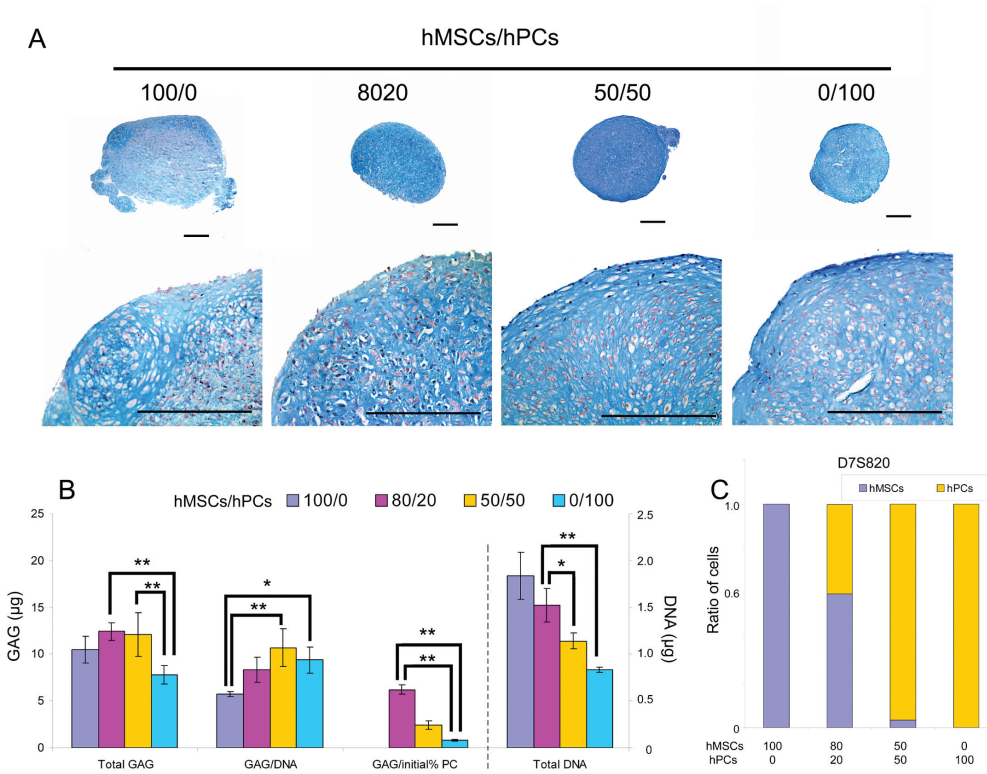 A
hMSCs/hPCs
100/0 8020 50/50 0/100
B
hMSCs/hPCs 100/0 80/20 50/50 0/100
GAG (µg)
25
20
15
10
5
0
** ** * ** ** ** ** *
Total GAG GAG/DNA GAG/initial% PC Total DNA
2.5
2.0
1.5
1.0
0.5
0
DNA (µg)
C
D7S820
hMSCs hPCs
Ratio of cells
1.0
0.6
0
hMSCs 100 80 50 0
hPCs 0 20 50 100